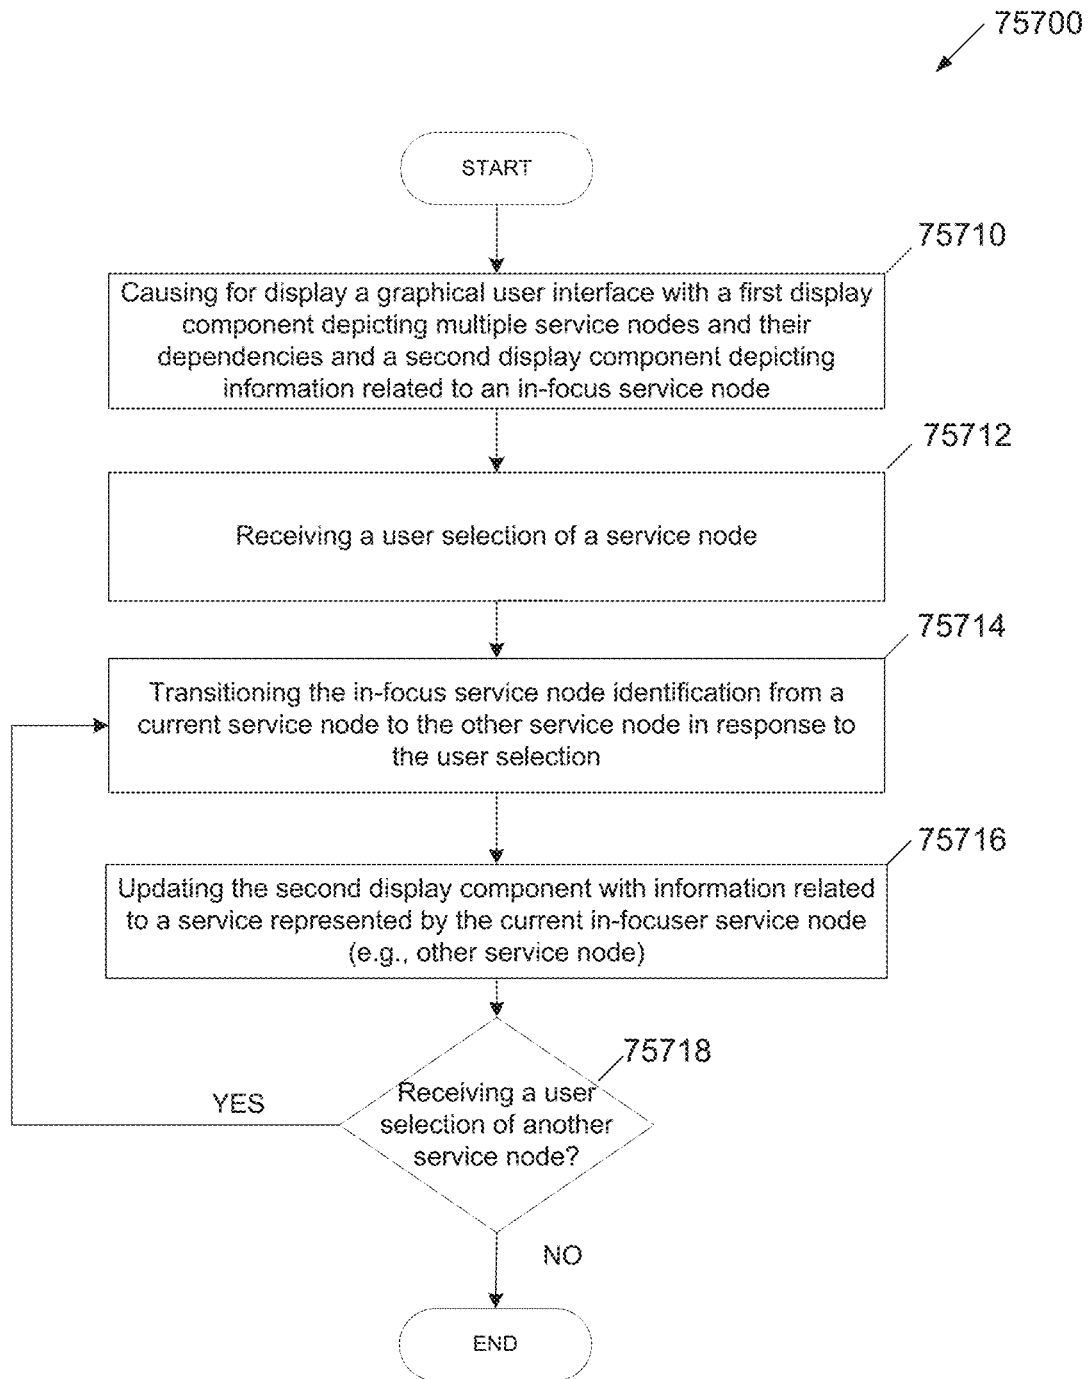 75700
START
75710
Causing for display a graphical user interface with a first display
component depicting multiple service nodes and their
dependencies and a second display component depicting
information related to an in-focus service node
75712
Receiving a user selection of a service node
75714
Transitioning the in-focus service node identification from a
current service node to the other service node in response to
the user selection
75716
Updating the second display component with information related
to a service represented by the current in-focuser service node
(e.g., other service node)
75718
Receiving a user
selection of another
service node?
YES
NO
END